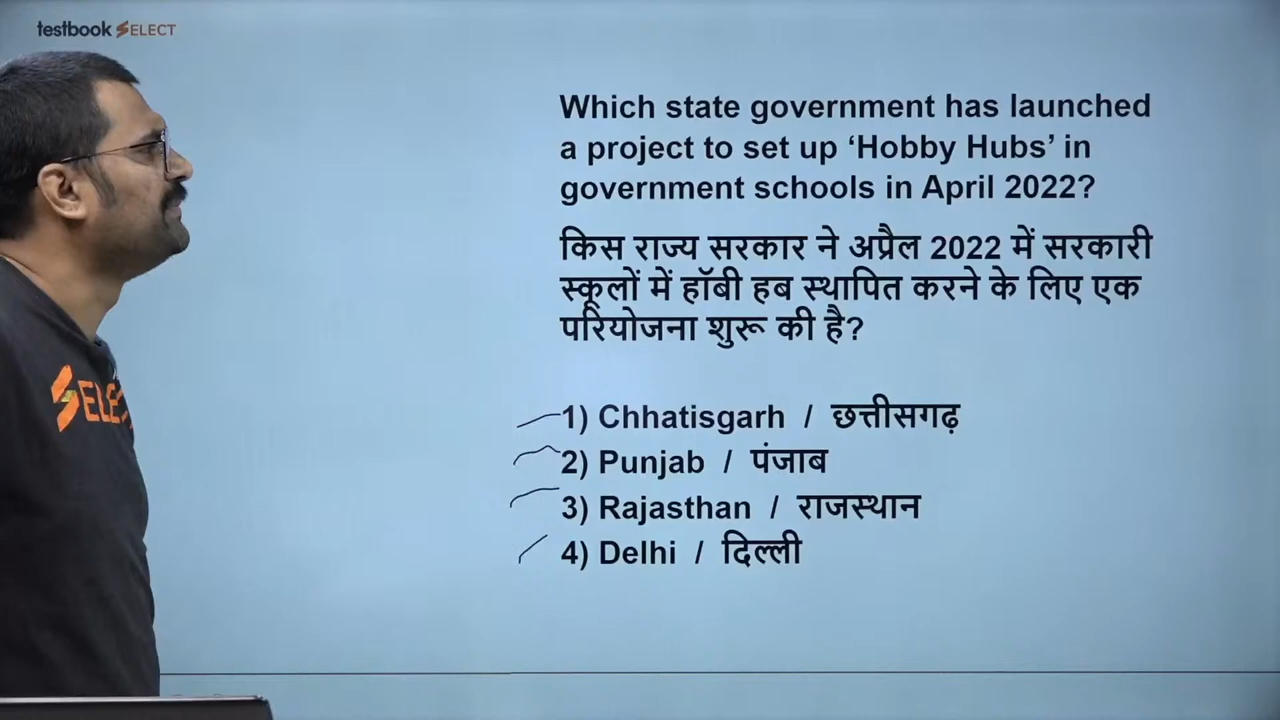 testbook SELECT
Which state government has launched
a project to set up ‘Hobby Hubs’ in
government schools in April 2022?
किस राज्य सरकार ने अप्रैल 2022 में सरकारी
स्कूलों में हॉबी हब स्थापित करने के लिए एक
परियोजना शुरू की है?
1) Chhatisgarh / छत्तीसगढ़
2) Punjab / पंजाब
3) Rajasthan / राजस्थान
4) Delhi / दिल्ली
SELECT